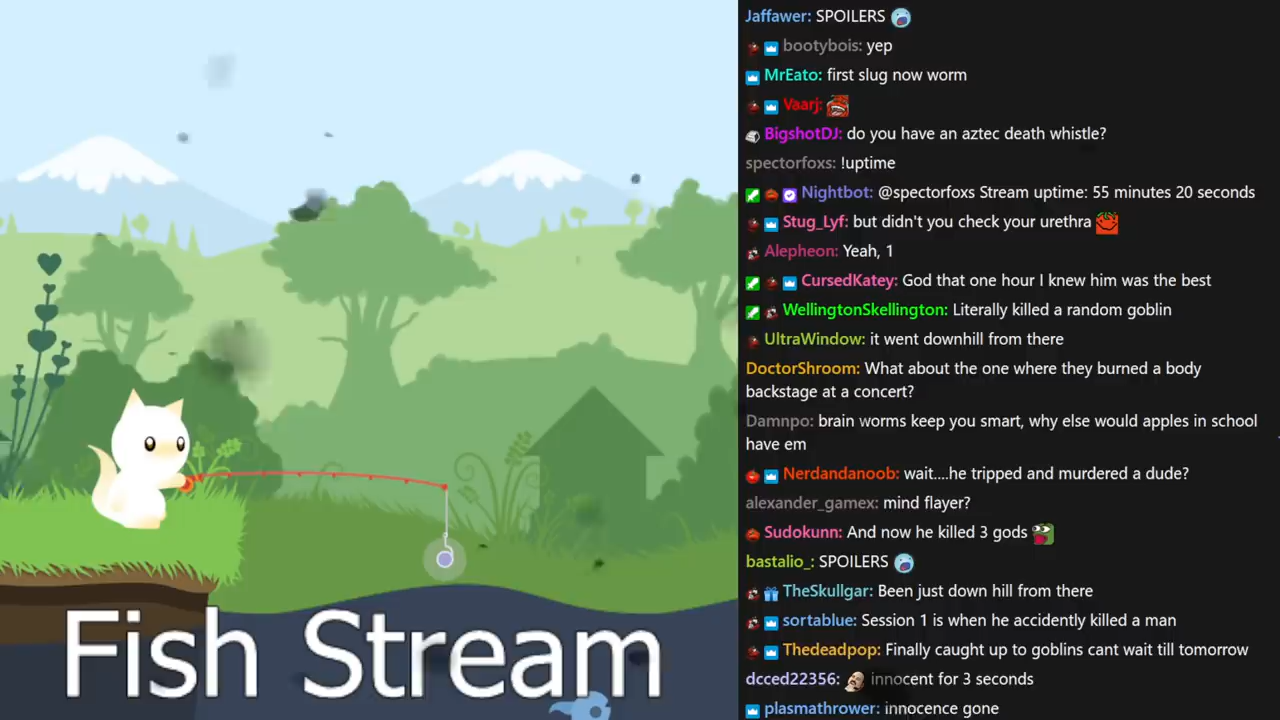 Jaffawer: SPOILERS
bootybois: yep
MrEato: first slug now worm
Vaarj:
BigshotDJ: do you have an aztec death whistle?
spectorfoxs: !uptime
Nightbot: @spectorfoxs Stream uptime: 55 minutes 20 seconds
Stug_Lyf: but didn't you check your urethra
Alepheon: Yeah, 1
CursedKatey: God that one hour I knew him was the best
WellingtonSkellington: Literally killed a random goblin
UltraWindow: it went downhill from there
DoctorShroom: What about the one where they burned a body
backstage at a concert?
Damnpo: brain worms keep you smart, why else would apples in school
have em
Nerdandanoob: wait....he tripped and murdered a dude?
alexander_gamex: mind flayer?
Sudokunn: And now he killed 3 gods
bastalio_: SPOILERS
TheSkullgar: Been just down hill from there
sortablue: Session 1 is when he accidently killed a man
Thedeadpop: Finally caught up to goblins cant wait till tomorrow
dcced22356: innocent for 3 seconds
plasmathrower: innocence gone
Fish Stream